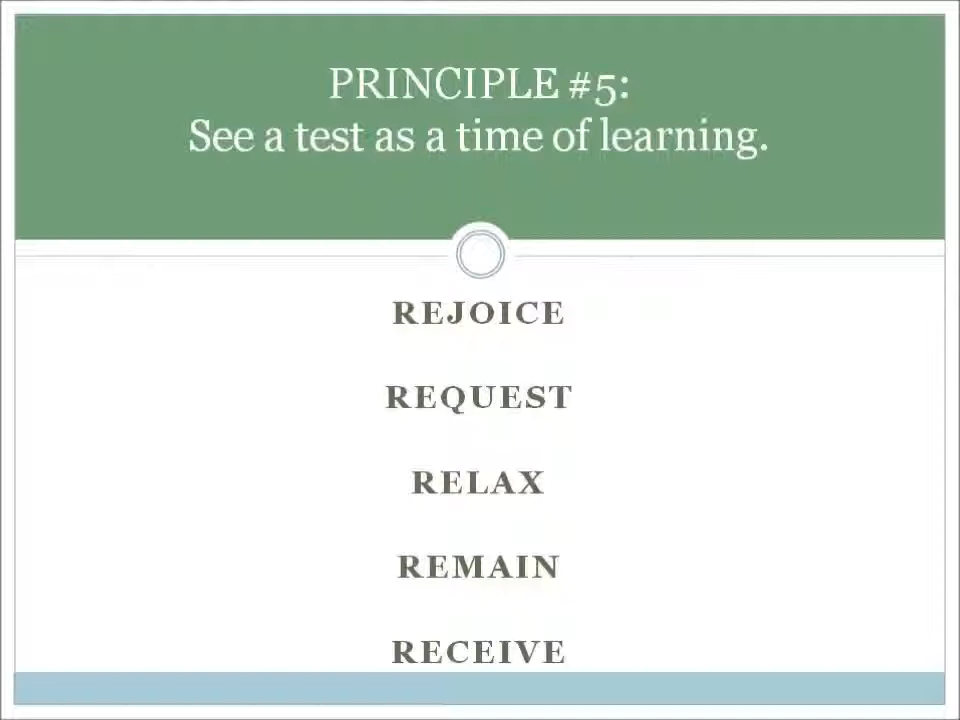 PRINCIPLE #5:
See a test as a time of learning.
REJOICE
REQUEST
RELAX
REMAIN
RECEIVE